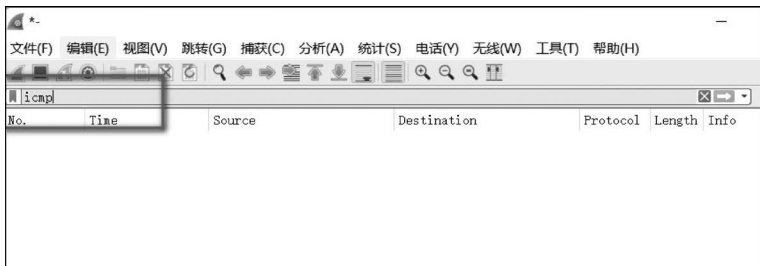 *-
文件(F) 编辑(E) 视图(V) 跳转(G) 捕获(C) 分析(A) 统计(S) 电话(Y) 无线(W) 工具(T) 帮助(H)
icmp
No. Time Source Destination Protocol Length Info